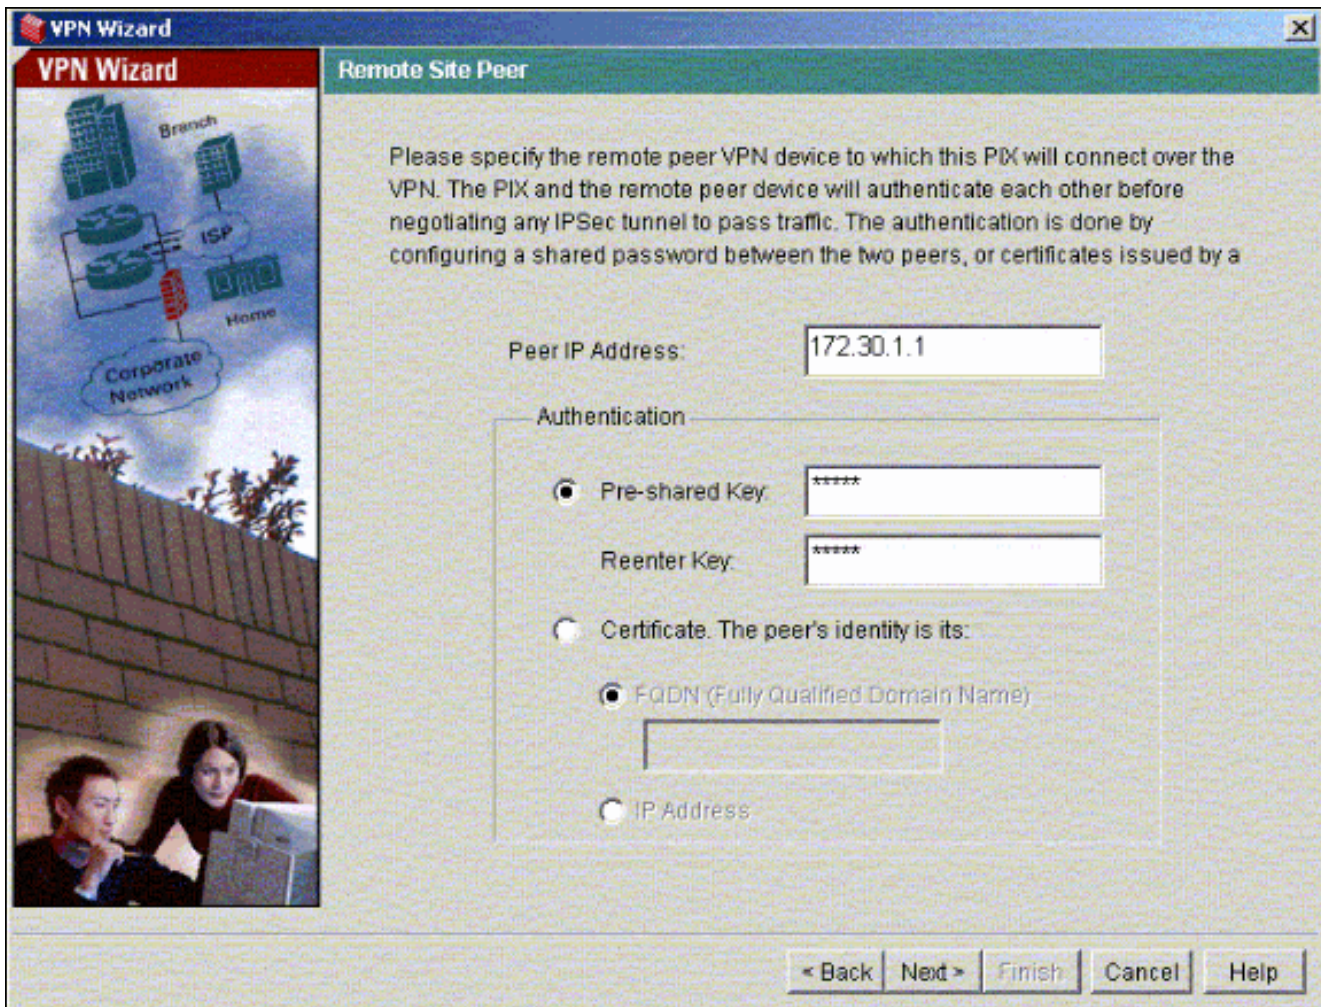 VPN Wizard
VPN Wizard
Remote Site Peer
Branch
ISP
Home
Corporate
Network
Please specify the remote peer VPN device to which this PIX will connect over the
VPN. The PIX and the remote peer device will authenticate each other before
negotiating any IPSec tunnel to pass traffic. The authentication is done by
configuring a shared password between the two peers, or certificates issued by a
Peer IP Address: 172.30.1.1
Authentication
Pre-shared Key: *****
Reenter Key: *****
Certificate. The peer's identity is its:
FQDN (Fully Qualified Domain Name)
IP Address
< Back Next > Finish Cancel Help